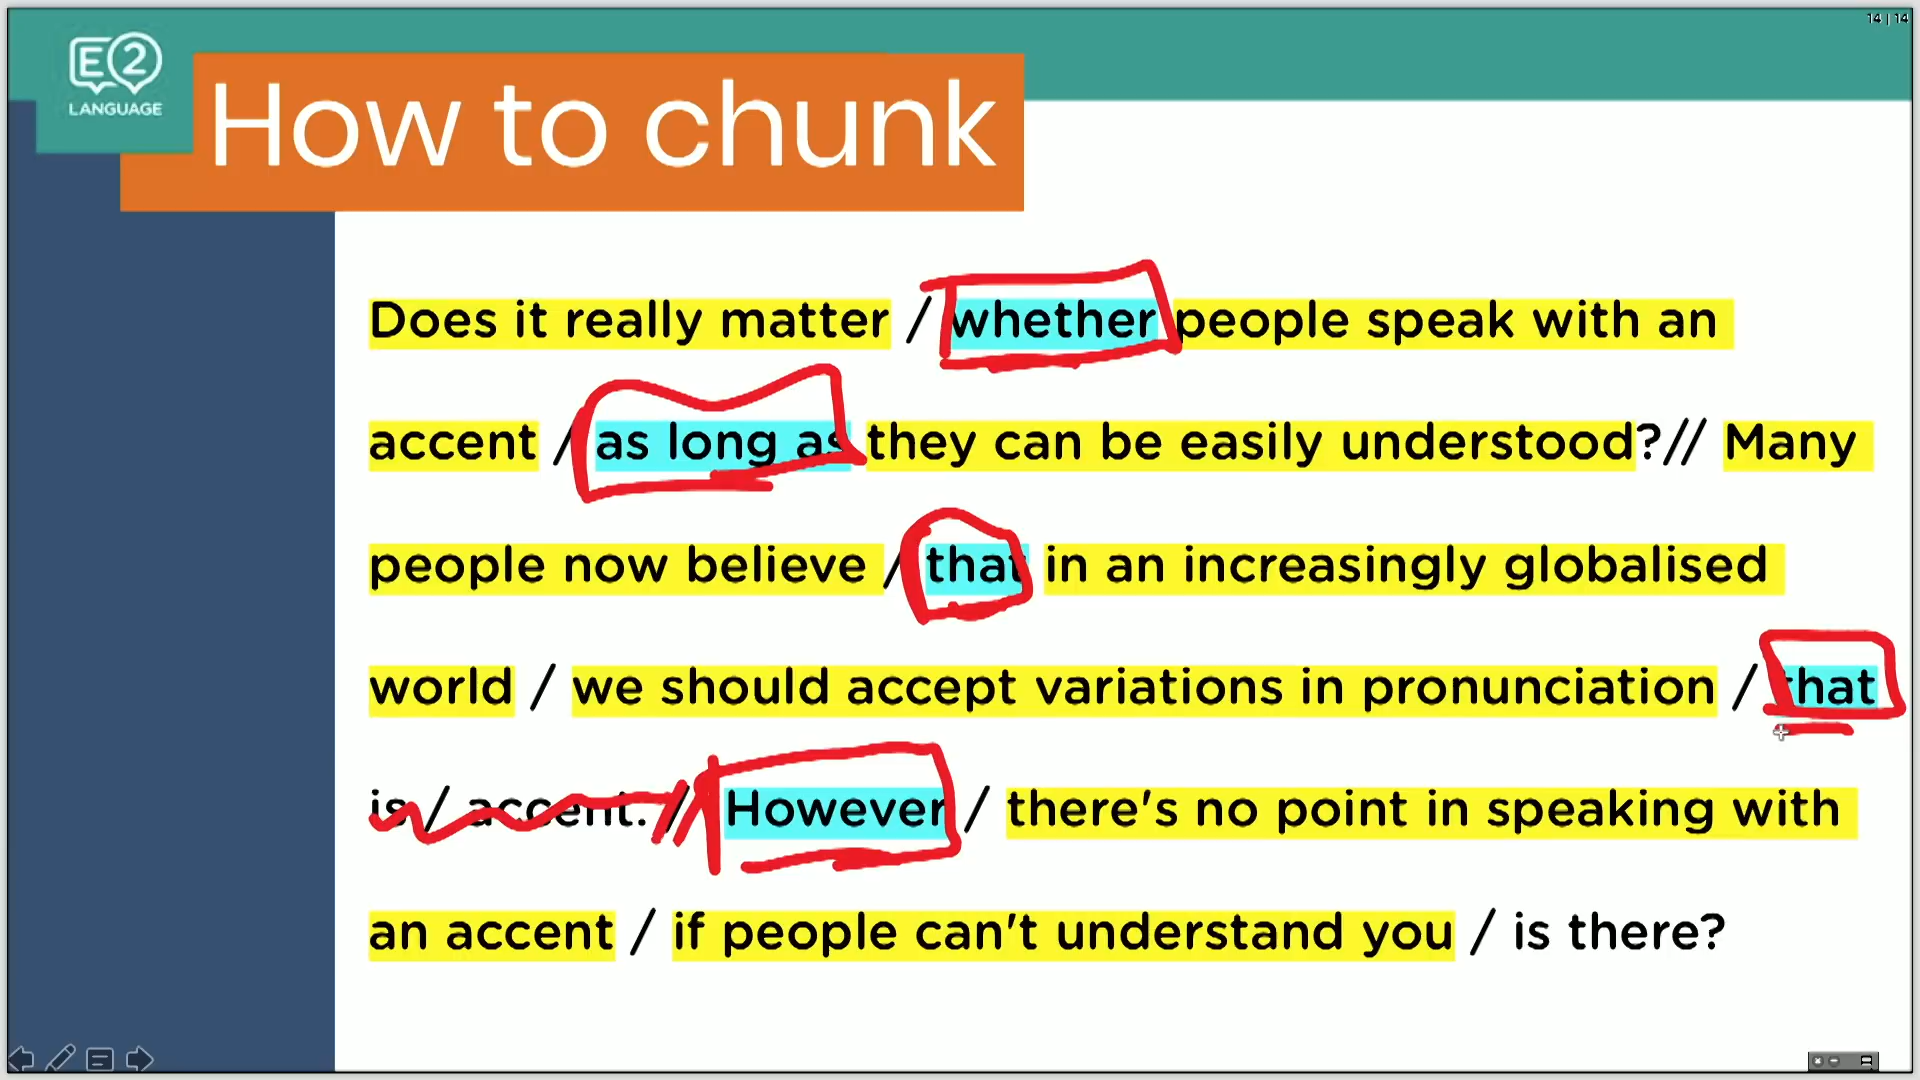 14 | 14
E2
LANGUAGE
How to chunk
Does it really matter / whether people speak with an
accent / as long as they can be easily understood?// Many
people now believe / that in an increasingly globalised
world / we should accept variations in pronunciation / that
is / accent. // However / there's no point in speaking with
an accent / if people can't understand you / is there?